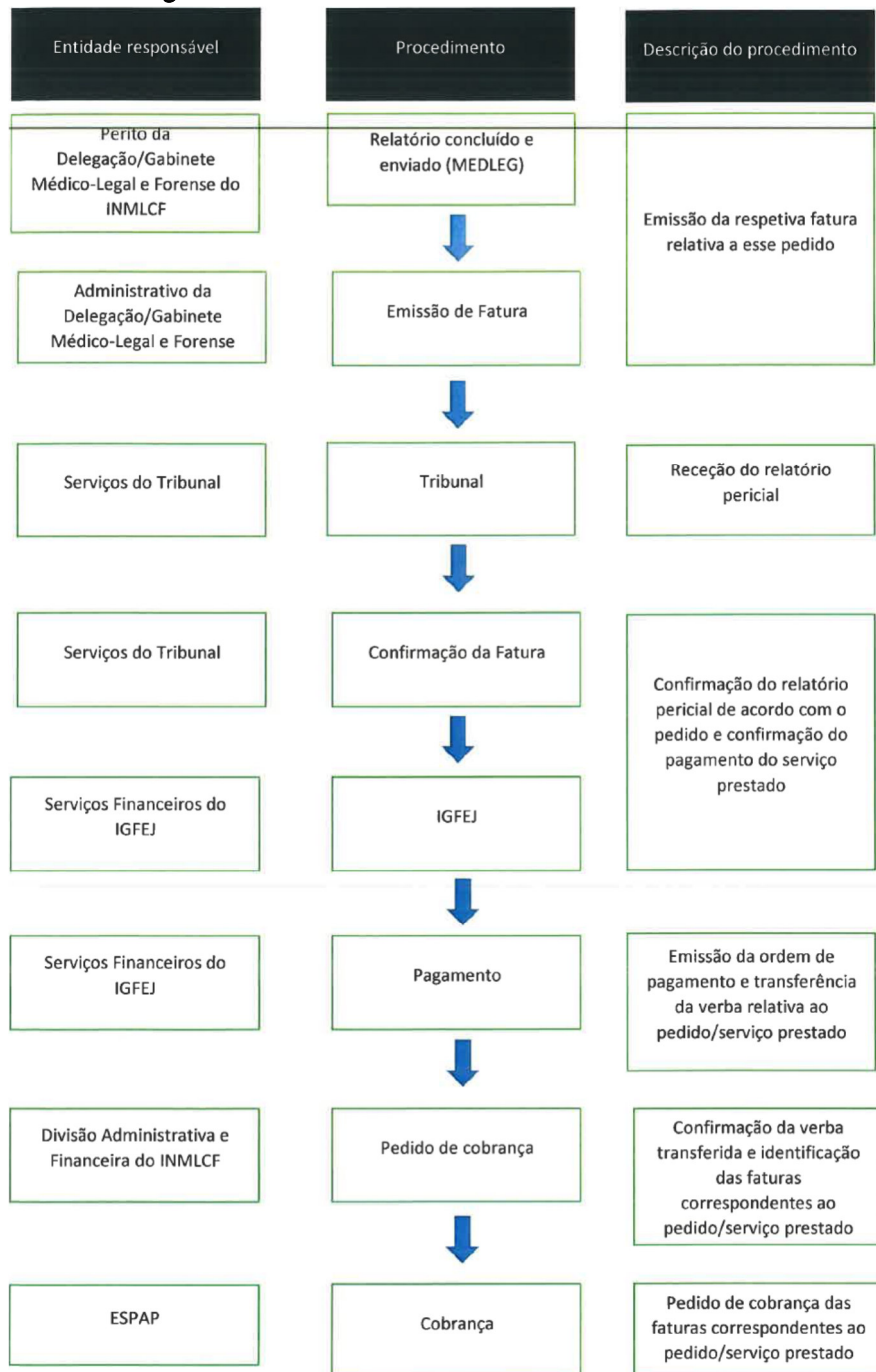 Entidade responsável
Procedimento
Descrição do procedimento
Perito da
Delegação/Gabinete
Médico-Legal e Forense do
INMLCF
Relatório concluído e
enviado (MEDLEG)
Emissão da respetiva fatura
relativa a esse pedido
Administrativo da
Delegação/Gabinete
Médico-Legal e Forense
Emissão de Fatura
Serviços do Tribunal
Tribunal
Receção do relatório
pericial
Serviços do Tribunal
Confirmação da Fatura
Confirmação do relatório
pericial de acordo com o
pedido e confirmação do
pagamento do serviço
prestado
Serviços Financeiros do
IGFEJ
IGFEJ
Serviços Financeiros do
IGFEJ
Pagamento
Emissão da ordem de
pagamento e transferência
da verba relativa ao
pedido/serviço prestado
Divisão Administrativa e
Financeira do INMLCF
Pedido de cobrança
Confirmação da verba
transferida e identificação
das faturas
correspondentes ao
pedido/serviço prestado
ESPAP
Cobrança
Pedido de cobrança das
faturas correspondentes ao
pedido/serviço prestado